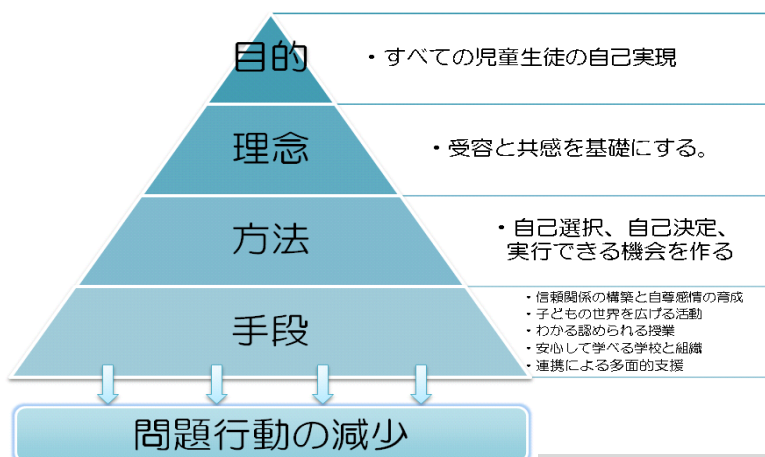 目的
・すべての児童生徒の自己実現
理念
・受容と共感を基礎にする。
方法
・自己選択、自己決定、
実行できる機会を作る
手段
・信頼関係の構築と自尊感情の育成
・子どもの世界を広げる活動
・わかる認められる授業
・安心して学べる学校と組織
・連携による多面的支援
問題行動の減少